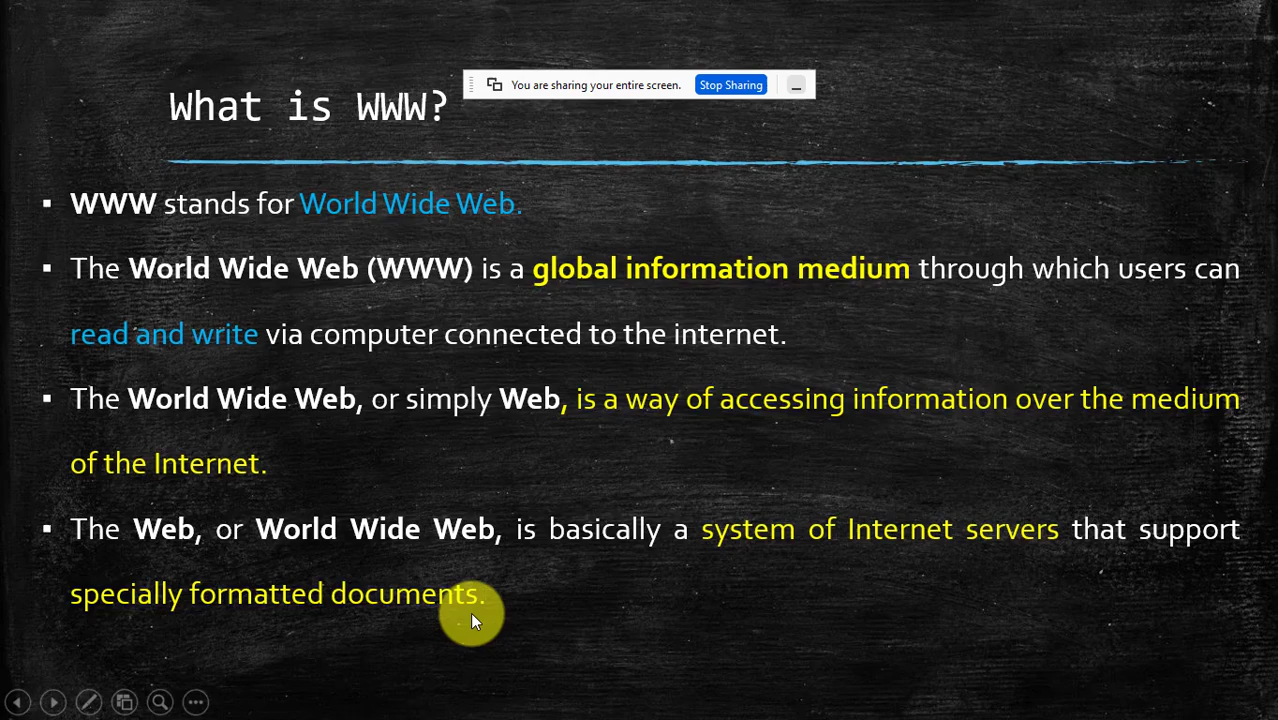 You are sharing your entire screen. Stop Sharing
What is WWW?
▪ WWW stands for World Wide Web.
▪ The World Wide Web (WWW) is a global information medium through which users can
read and write via computer connected to the internet.
▪ The World Wide Web, or simply Web, is a way of accessing information over the medium
of the Internet.
▪ The Web, or World Wide Web, is basically a system of Internet servers that support
specially formatted documents.